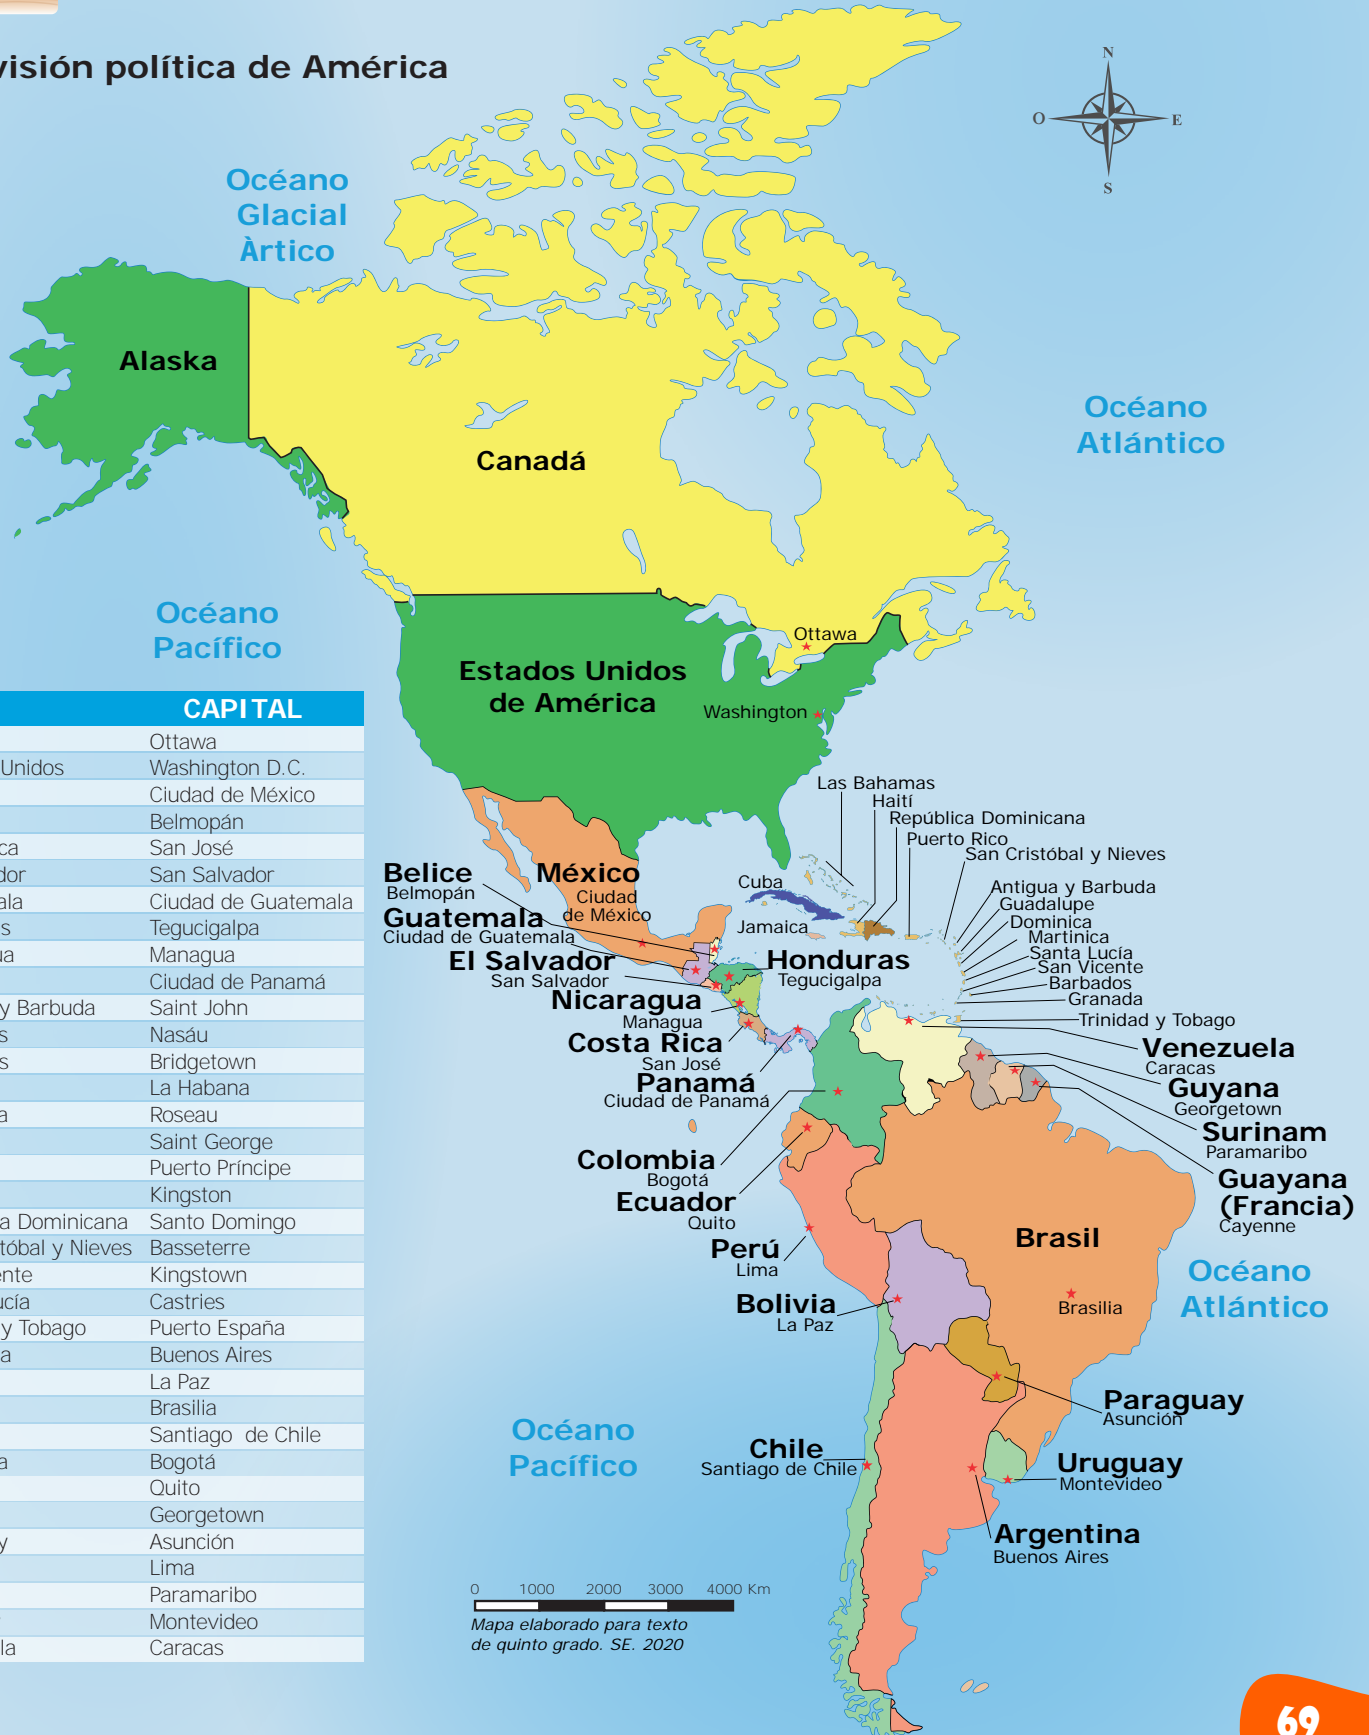 visión política de América
N
O
E
S
Océano
Glacial
Àrtico
Alaska
Canadá
Océano
Atlántico
Océano
Pacífico
Ottawa
Estados Unidos
de América
Washington
CAPITAL
Ottawa
Unidos Washington D.C.
Ciudad de México
Belmopán
ca San José
dor San Salvador
ala Ciudad de Guatemala
s Tegucigalpa
ua Managua
Ciudad de Panamá
y Barbuda Saint John
s Nasáu
s Bridgetown
La Habana
a Roseau
Saint George
Puerto Príncipe
Kingston
a Dominicana Santo Domingo
tóbal y Nieves Basseterre
ente Kingstown
ucía Castries
y Tobago Puerto España
a Buenos Aires
La Paz
Brasilia
Santiago de Chile
a Bogotá
Quito
Georgetown
y Asunción
Lima
Paramaribo
Montevideo
la Caracas
Las Bahamas
Haití
República Dominicana
Puerto Rico
San Cristóbal y Nieves
Antigua y Barbuda
Guadalupe
Dominica
Martinica
Santa Lucía
San Vicente
Barbados
Granada
Trinidad y Tobago
Cuba
Jamaica
Belice
Belmopán
México
Ciudad
de México
Guatemala
Ciudad de Guatemala
El Salvador
San Salvador
Honduras
Tegucigalpa
Nicaragua
Managua
Costa Rica
San José
Panamá
Ciudad de Panamá
Venezuela
Caracas
Guyana
Georgetown
Surinam
Paramaribo
Guayana
(Francia)
Cayenne
Colombia
Bogotá
Ecuador
Quito
Perú
Lima
Brasil
Brasilia
Bolivia
La Paz
Océano
Atlántico
Paraguay
Asunción
Océano
Pacífico
Chile
Santiago de Chile
Uruguay
Montevideo
Argentina
Buenos Aires
0 1000 2000 3000 4000 Km
Mapa elaborado para texto
de quinto grado. SE. 2020
69